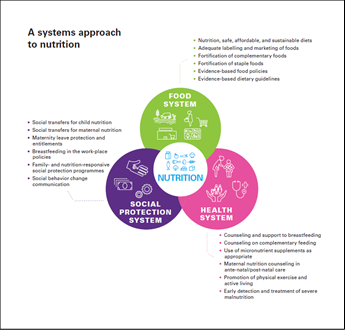 A systems approach
to nutrition
• Nutrition, safe, affordable, and sustainable diets
• Adequate labelling and marketing of foods
• Fortification of complementary foods
• Fortification of staple foods
• Evidence-based food policies
• Evidence-based dietary guidelines
FOOD
SYSTEM
• Social transfers for child nutrition
• Social transfers for maternal nutrition
• Maternity leave protection and
entitlements
• Breastfeeding in the work-place
policies
• Family- and nutrition-responsive
social protection programmes
• Social behavior change
communication
NUTRITION
SOCIAL
PROTECTION
SYSTEM
HEALTH
SYSTEM
• Counseling and support to breastfeeding
• Counseling on complementary feeding
• Use of micronutrient supplements as
appropriate
• Maternal nutrition counseling in
ante-natal/post-natal care
• Promotion of physical exercise and
active living
• Early detection and treatment of severe
malnutrition